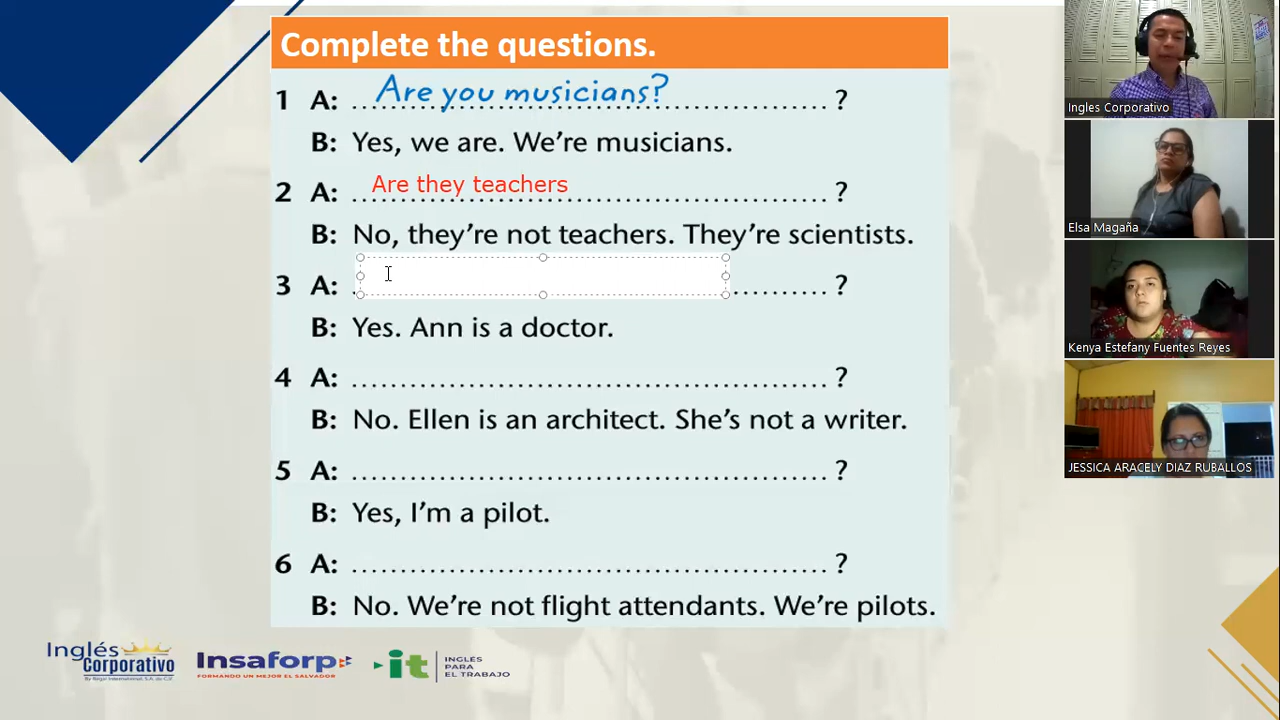 Complete the questions.
1 A: Are you musicians? ?
B: Yes, we are. We're musicians.
2 A: Are they teachers ?
B: No, they're not teachers. They're scientists.
3 A: ?
B: Yes. Ann is a doctor.
4 A: ?
B: No. Ellen is an architect. She's not a writer.
5 A: ?
B: Yes, I'm a pilot.
6 A: ?
B: No. We're not flight attendants. We're pilots.
Ingles Corporativo
Elsa Magaña
Kenya Estefany Fuentes Reyes
JESSICA ARACELY DIAZ RUBALLOS
Inglés
Corporativo
Insaforp
FORMANDO UN MEJOR EL SALVADOR
it
INGLÉS
PARA
EL TRABAJO